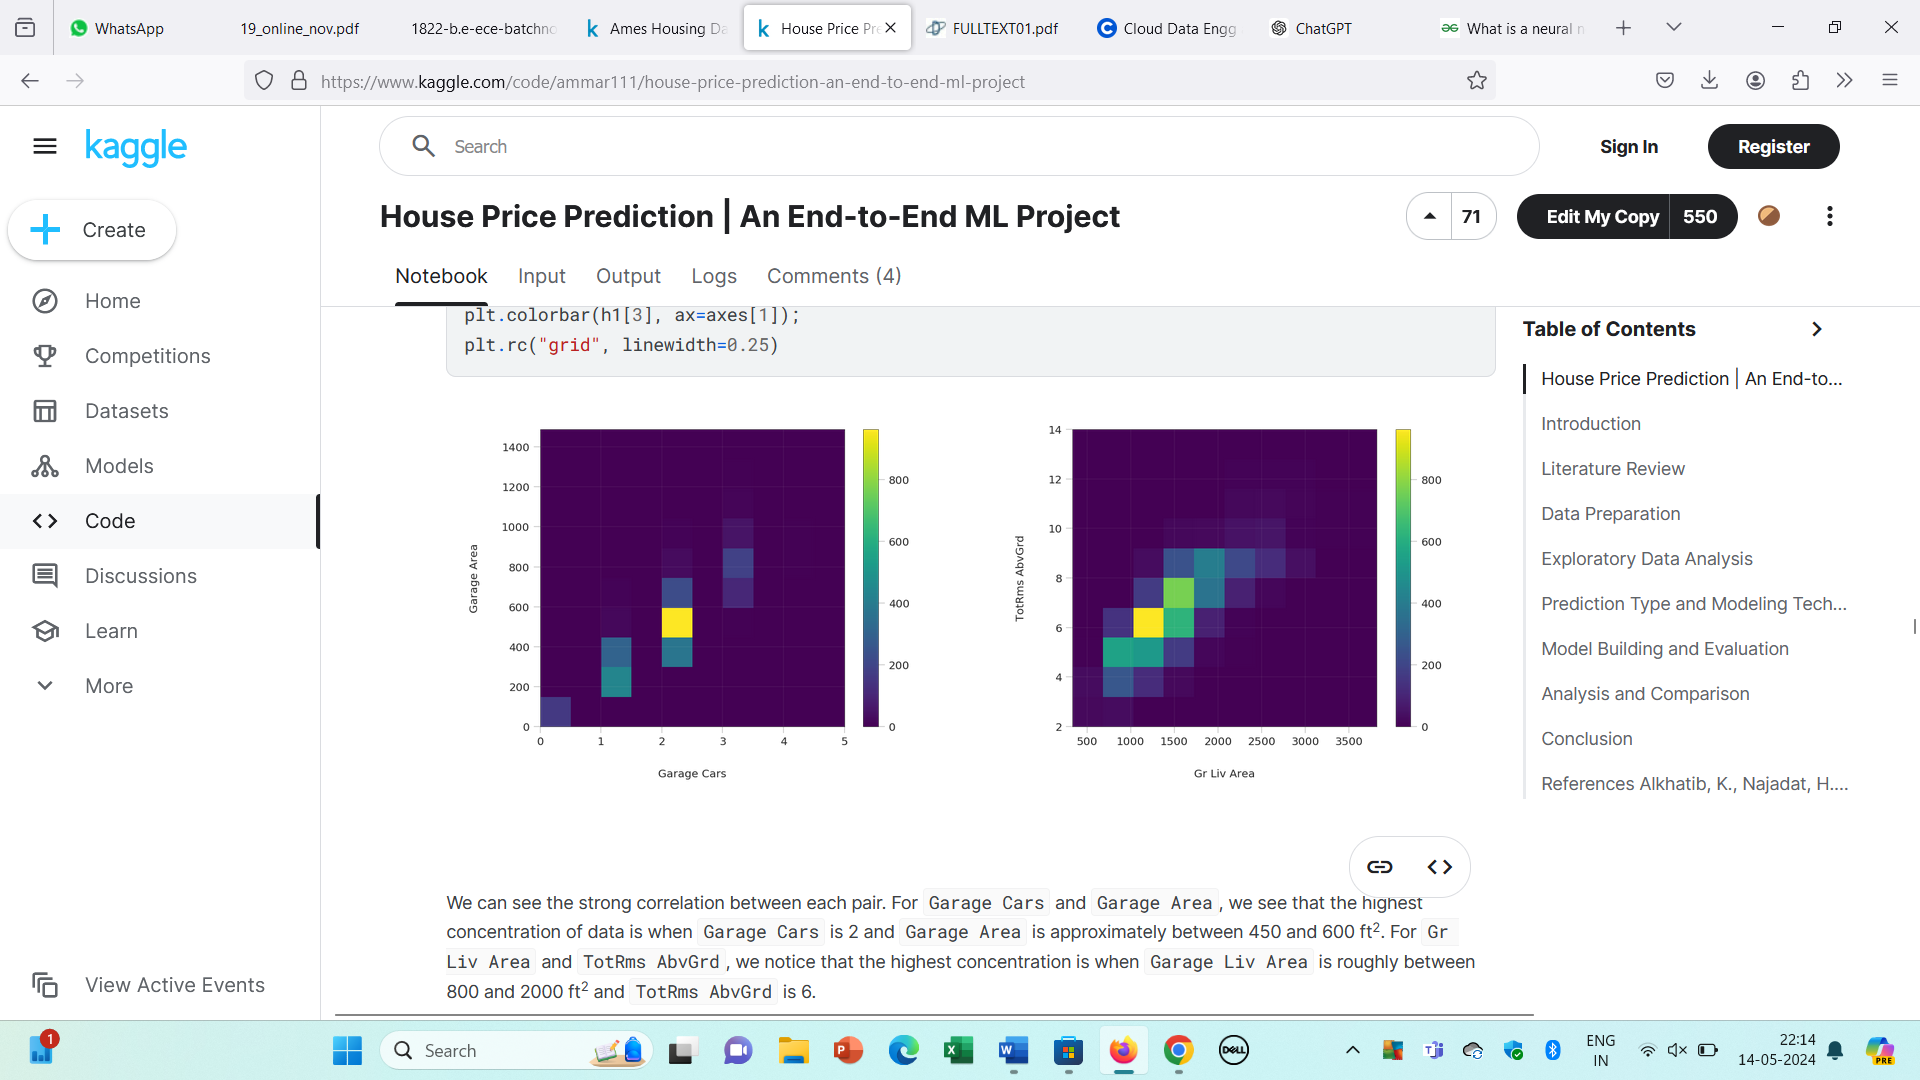 WhatsApp
19_online_nov.pdf
1822-b.e-ece-batchno
Ames Housing Da
House Price Pre
FULLTEXT01.pdf
Cloud Data Engg
ChatGPT
What is a neural n
https://www.kaggle.com/code/ammar111/house-price-prediction-an-end-to-end-ml-project
kaggle
Search
Sign In
Register
Create
Home
Competitions
Datasets
Models
Code
Discussions
Learn
More
View Active Events
House Price Prediction | An End-to-End ML Project
71
Edit My Copy 550
Notebook Input Output Logs Comments (4)
plt.colorbar(h1[3], ax=axes[1]);
plt.rc("grid", linewidth=0.25)
1400
1200
1000
800
600
400
200
0
Garage Area
0 1 2 3 4 5
Garage Cars
800
600
400
200
0
14
12
10
8
6
4
2
TotRms AbvGrd
500 1000 1500 2000 2500 3000 3500
Gr Liv Area
800
600
400
200
0
We can see the strong correlation between each pair. For Garage Cars and Garage Area, we see that the highest
concentration of data is when Garage Cars is 2 and Garage Area is approximately between 450 and 600 ft². For Gr
Liv Area and TotRms AbvGrd, we notice that the highest concentration is when Garage Liv Area is roughly between
800 and 2000 ft² and TotRms AbvGrd is 6.
Table of Contents
House Price Prediction | An End-to...
Introduction
Literature Review
Data Preparation
Exploratory Data Analysis
Prediction Type and Modeling Tech...
Model Building and Evaluation
Analysis and Comparison
Conclusion
References Alkhatib, K., Najadat, H....
1
Search
DELL
ENG
IN
22:14
14-05-2024
PRE